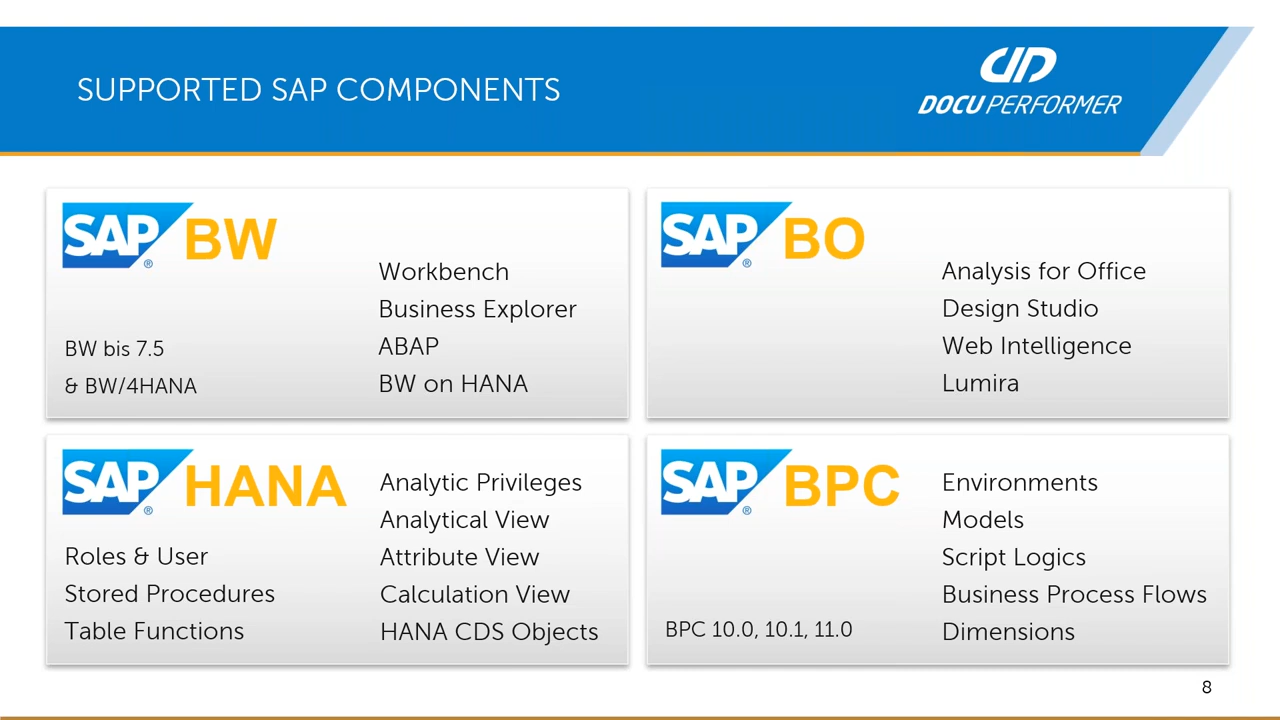 SUPPORTED SAP COMPONENTS
DOCU PERFORMER
SAP® BW
Workbench
Business Explorer
ABAP
BW on HANA
BW bis 7.5
& BW/4HANA
SAP® BO
Analysis for Office
Design Studio
Web Intelligence
Lumira
SAP® HANA
Roles & User
Stored Procedures
Table Functions
Analytic Privileges
Analytical View
Attribute View
Calculation View
HANA CDS Objects
SAP® BPC
BPC 10.0, 10.1, 11.0
Environments
Models
Script Logics
Business Process Flows
Dimensions
8